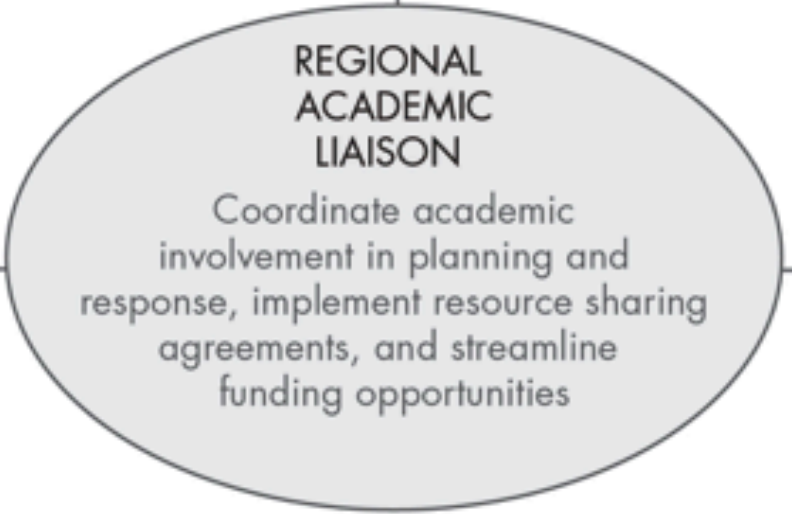 REGIONAL
ACADEMIC
LIAISON
Coordinate academic
involvement in planning and
response, implement resource sharing
agreements, and streamline
funding opportunities